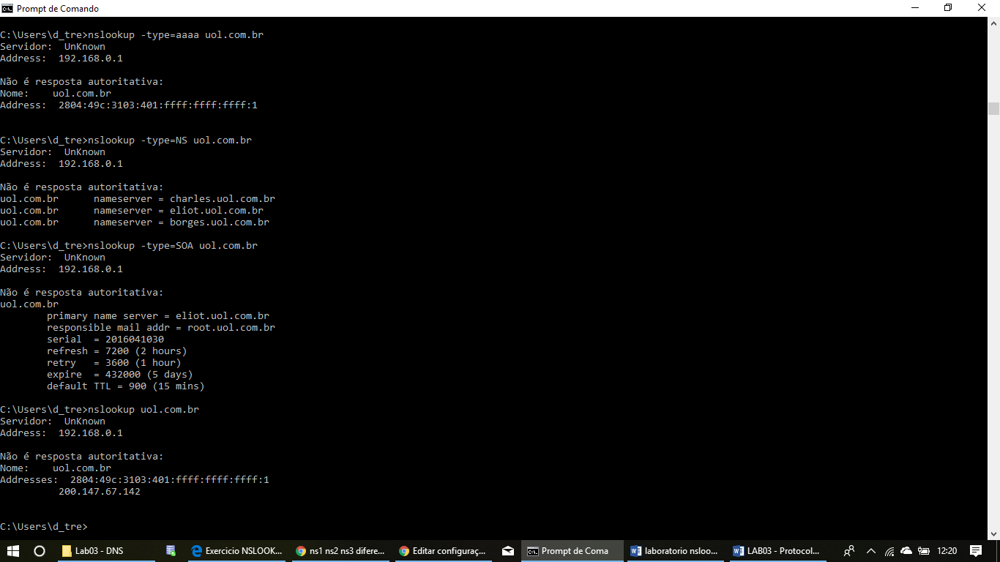 Prompt de Comando
C:\Users\d_tre>nslookup -type=aaaa uol.com.br
Servidor:  UnKnown
Address:  192.168.0.1
Não é resposta autoritativa:
Nome:    uol.com.br
Address:  2804:49c:3103:401:ffff:ffff:ffff:1
C:\Users\d_tre>nslookup -type=NS uol.com.br
Servidor:  UnKnown
Address:  192.168.0.1
Não é resposta autoritativa:
uol.com.br      nameserver = charles.uol.com.br
uol.com.br      nameserver = eliot.uol.com.br
uol.com.br      nameserver = borges.uol.com.br
C:\Users\d_tre>nslookup -type=SOA uol.com.br
Servidor:  UnKnown
Address:  192.168.0.1
Não é resposta autoritativa:
uol.com.br
primary name server = eliot.uol.com.br
responsible mail addr = root.uol.com.br
serial  = 2016041030
refresh = 7200 (2 hours)
retry   = 3600 (1 hour)
expire  = 432000 (5 days)
default TTL = 900 (15 mins)
C:\Users\d_tre>nslookup uol.com.br
Servidor:  UnKnown
Address:  192.168.0.1
Não é resposta autoritativa:
Nome:    uol.com.br
Addresses:  2804:49c:3103:401:ffff:ffff:ffff:1
200.147.67.142
C:\Users\d_tre>
Lab03 - DNS Exercicio NSLOOK... ns1 ns2 ns3 difere... Editar configuraç... Prompt de Coma laboratorio nsloo... LAB03 - Protocol... 12:20